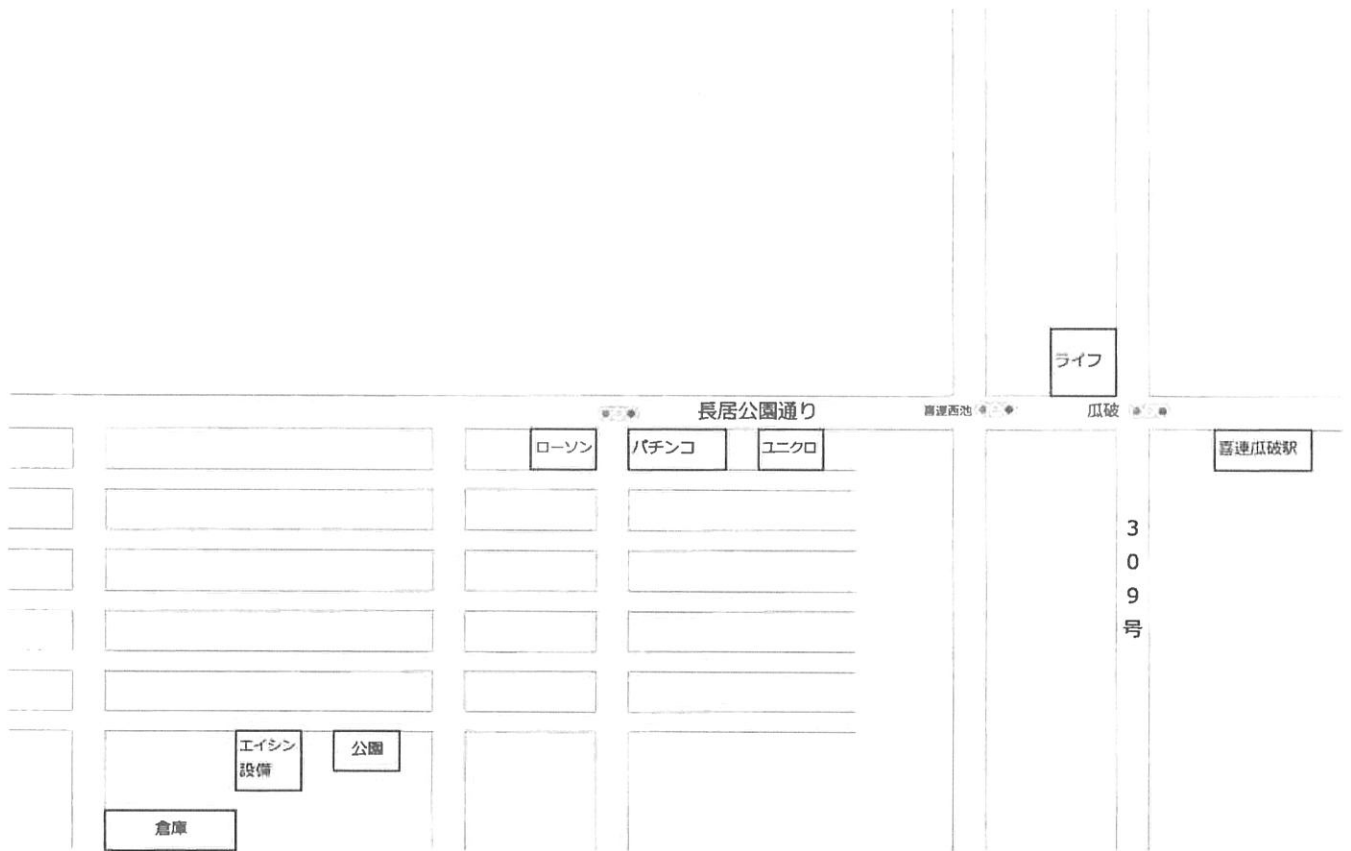 ライフ
長居公園通り
喜連西池
瓜破
ローソン
パチンコ
ユニクロ
喜連瓜破駅
309号
エイシン
設備
公園
倉庫